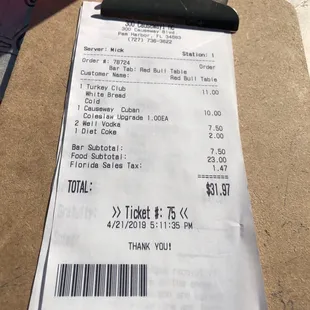 300 Causeway Blvd
Palm Harbor, FL 34683
(727) 736-3622
Server: Nick Station: 1
Order #: 78724 Order
Bar Tab: Red Bull Table
Customer Name: Red Bull Table
1 Turkey Club 11.00
White Bread
Cold
1 Causeway Cuban 10.00
Coleslaw Upgrade 1.00EA
2 Well Vodka 7.50
1 Diet Coke 2.00
Bar Subtotal: 7.50
Food Subtotal: 23.00
Florida Sales Tax: 1.47
TOTAL: $31.97
>> Ticket #: 75 <<
4/21/2019 5:11:35 PM
THANK YOU!